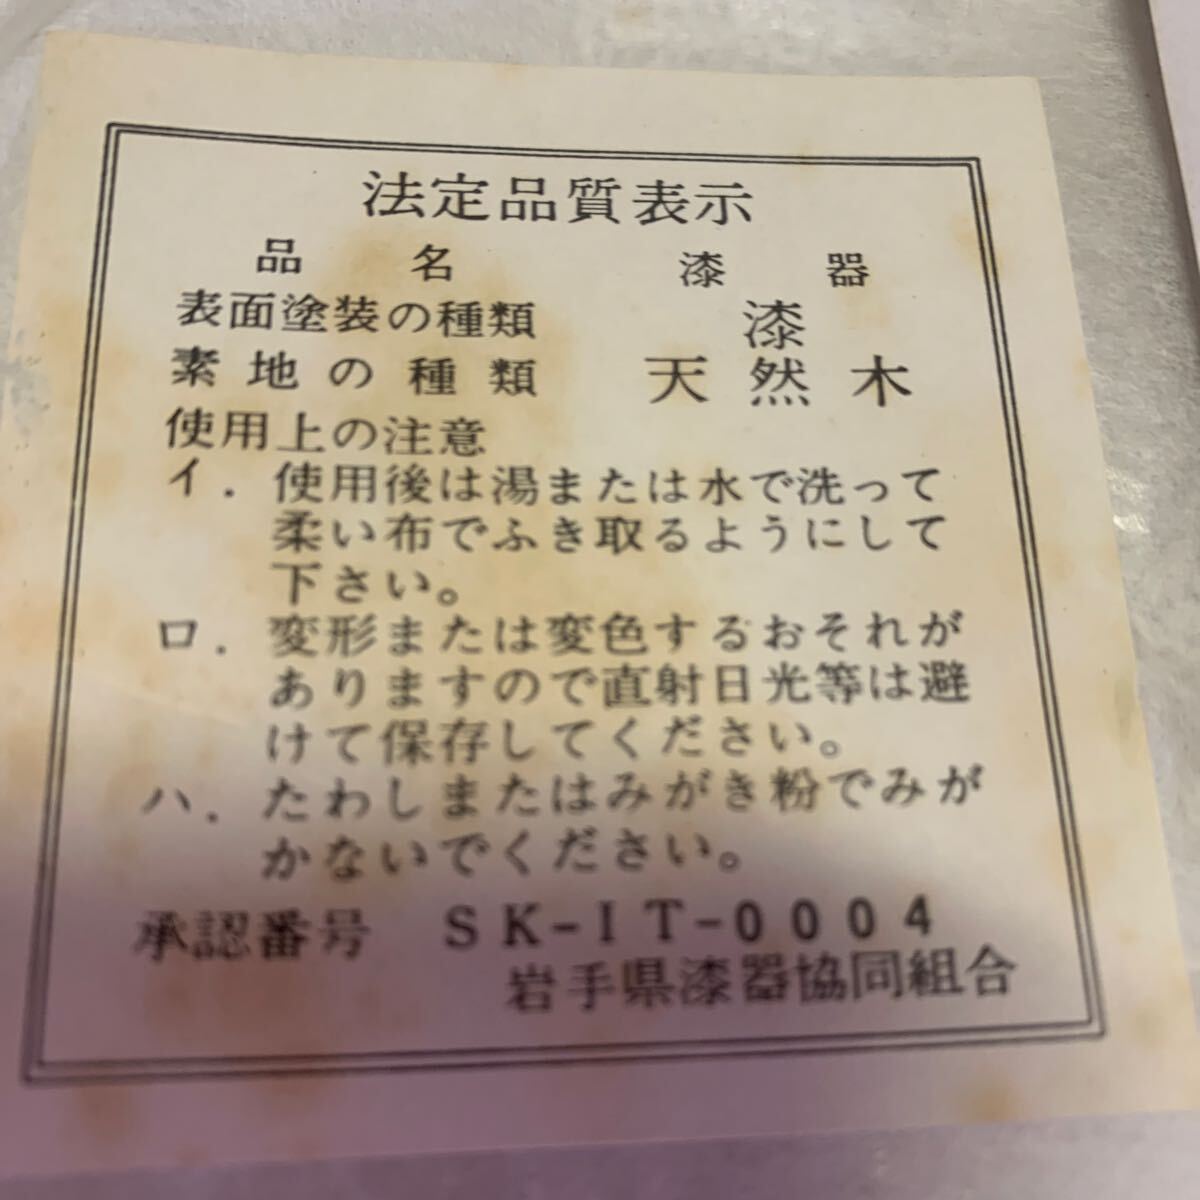 法定品質表示
品名 漆器
表面塗装の種類 漆
素地の種類 天然木
使用上の注意
イ．使用後は湯または水で洗って
柔い布でふき取るようにして
下さい。
ロ．変形または変色するおそれが
ありますので直射日光等は避
けて保存してください。
ハ．たわしまたはみがき粉でみが
かないでください。
承認番号 SK-IT-0004
岩手県漆器協同組合